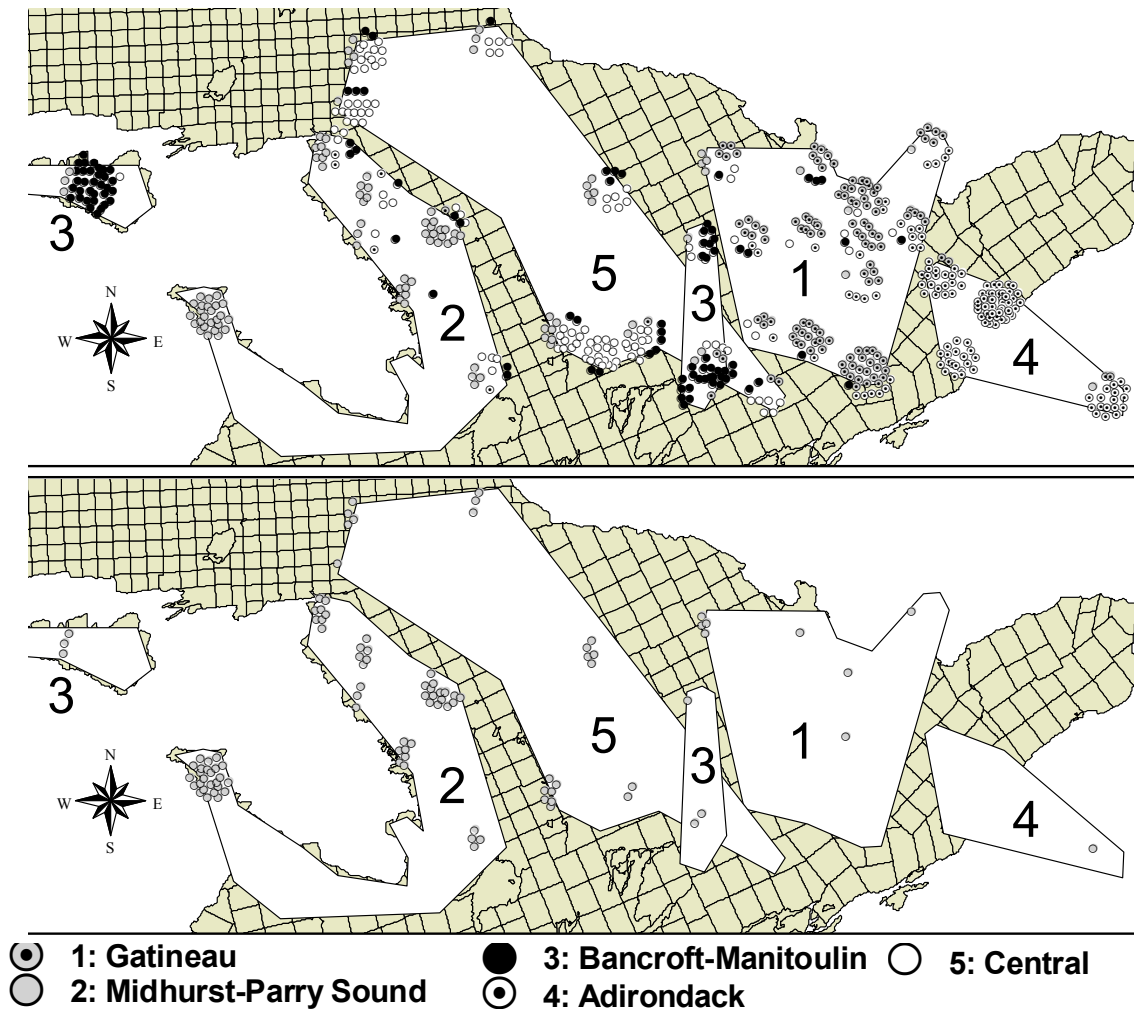 3
5
1
3
2
4
N
W E
S
3
5
1
3
2
4
N
W E
S
1: Gatineau
3: Bancroft-Manitoulin
5: Central
2: Midhurst-Parry Sound
4: Adirondack